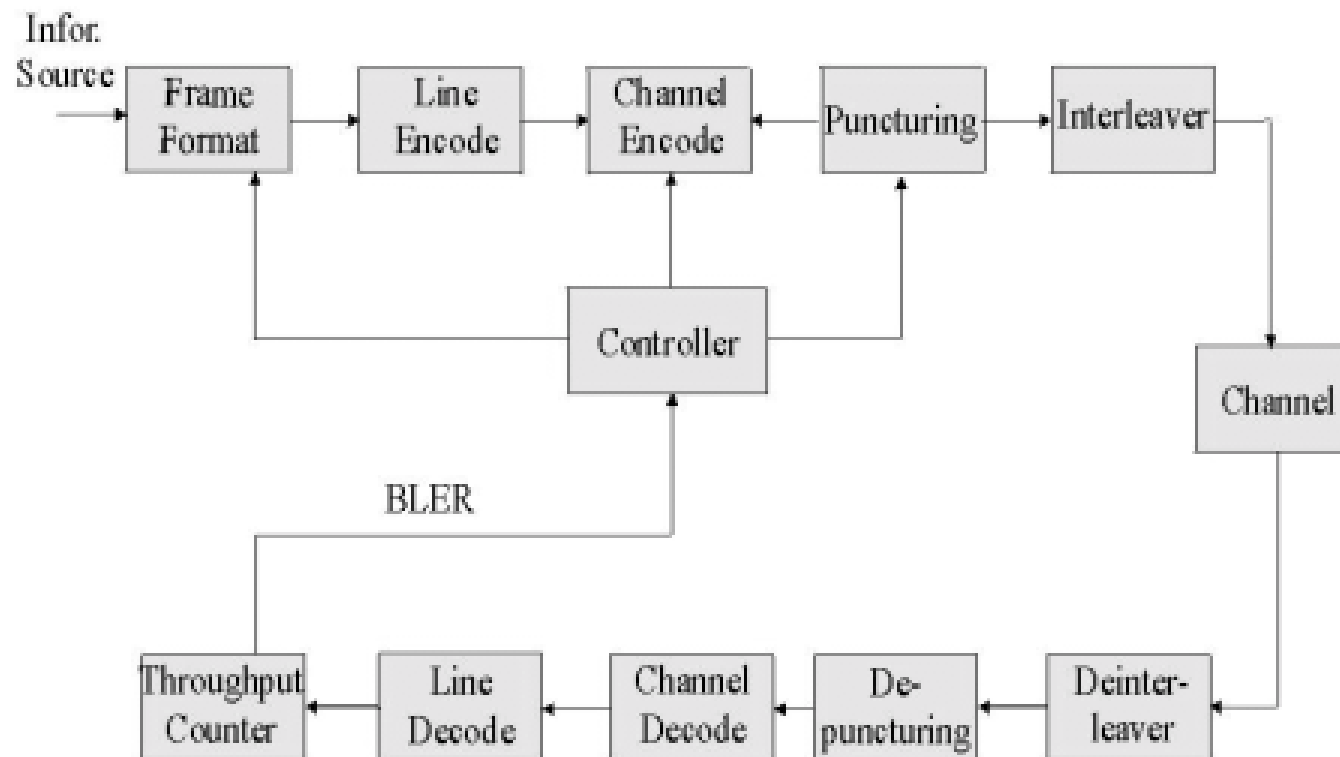 Infor.
Source
Frame
Format
Line
Encode
Channel
Encode
Puncturing
Interleaver
Controller
Channel
BLER
Throughput
Counter
Line
Decode
Channel
Decode
De-
puncturing
Deinter-
leaver